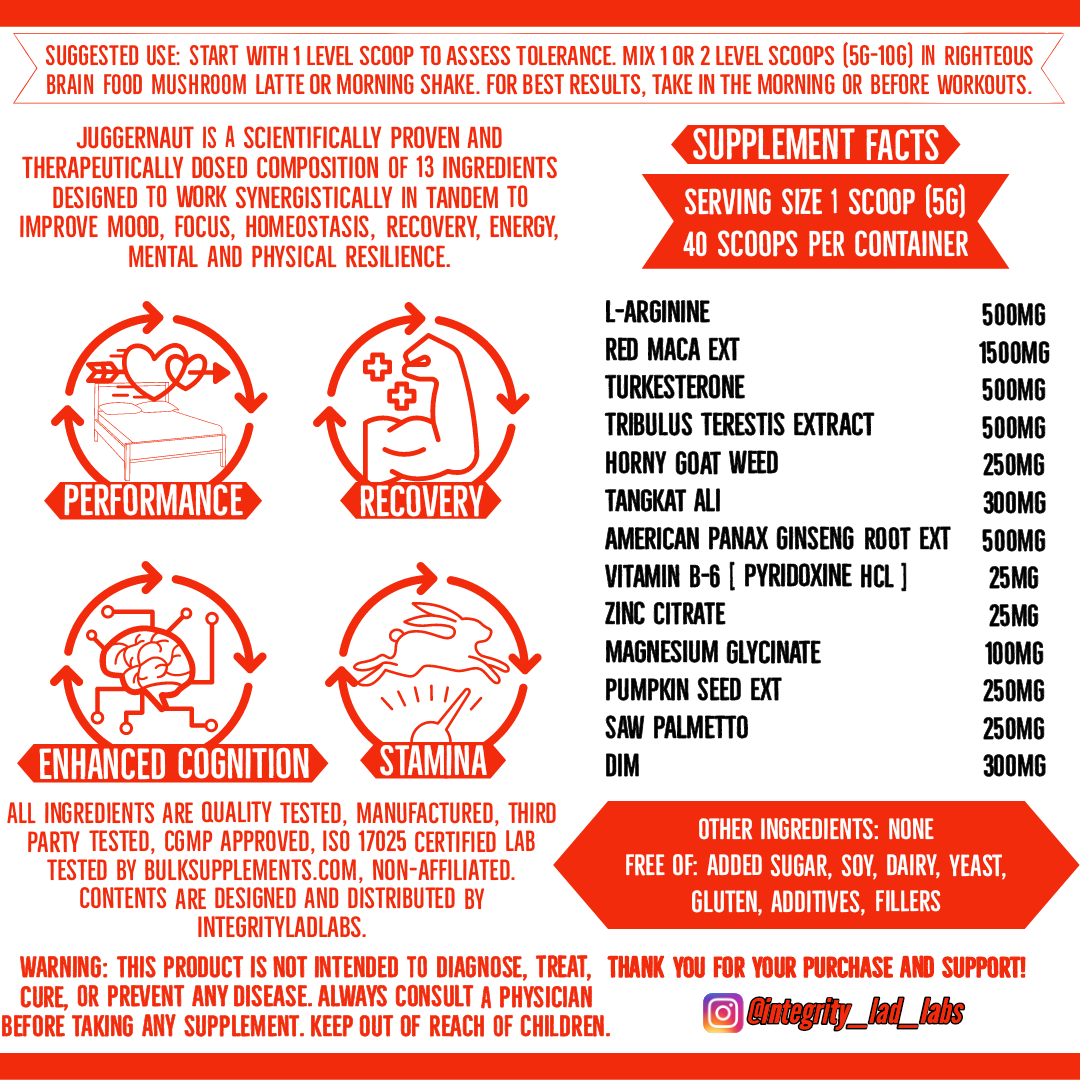 SUGGESTED USE: START WITH 1 LEVEL SCOOP TO ASSESS TOLERANCE. MIX 1 OR 2 LEVEL SCOOPS (5G-10G) IN RIGHTEOUS
BRAIN FOOD MUSHROOM LATTE OR MORNING SHAKE. FOR BEST RESULTS, TAKE IN THE MORNING OR BEFORE WORKOUTS.
JUGGERNAUT IS A SCIENTIFICALLY PROVEN AND
THERAPEUTICALLY DOSED COMPOSITION OF 13 INGREDIENTS
DESIGNED TO WORK SYNERGISTICALLY IN TANDEM TO
IMPROVE MOOD, FOCUS, HOMEOSTASIS, RECOVERY, ENERGY,
MENTAL AND PHYSICAL RESILIENCE.
PERFORMANCE
RECOVERY
ENHANCED COGNITION
STAMINA
ALL INGREDIENTS ARE QUALITY TESTED, MANUFACTURED, THIRD
PARTY TESTED, CGMP APPROVED, ISO 17025 CERTIFIED LAB
TESTED BY BULKSUPPLEMENTS.COM, NON-AFFILIATED.
CONTENTS ARE DESIGNED AND DISTRIBUTED BY
INTEGRITYLADLABS.
WARNING: THIS PRODUCT IS NOT INTENDED TO DIAGNOSE, TREAT,
CURE, OR PREVENT ANY DISEASE. ALWAYS CONSULT A PHYSICIAN
BEFORE TAKING ANY SUPPLEMENT. KEEP OUT OF REACH OF CHILDREN.
SUPPLEMENT FACTS
SERVING SIZE 1 SCOOP (5G)
40 SCOOPS PER CONTAINER
L-ARGININE 500MG
RED MACA EXT 1500MG
TURKESTERONE 500MG
TRIBULUS TERESTIS EXTRACT 500MG
HORNY GOAT WEED 250MG
TANGKAT ALI 300MG
AMERICAN PANAX GINSENG ROOT EXT 500MG
VITAMIN B-6 [ PYRIDOXINE HCL ] 25MG
ZINC CITRATE 25MG
MAGNESIUM GLYCINATE 100MG
PUMPKIN SEED EXT 250MG
SAW PALMETTO 250MG
DIM 300MG
OTHER INGREDIENTS: NONE
FREE OF: ADDED SUGAR, SOY, DAIRY, YEAST,
GLUTEN, ADDITIVES, FILLERS
THANK YOU FOR YOUR PURCHASE AND SUPPORT!
@integrity_lad_labs